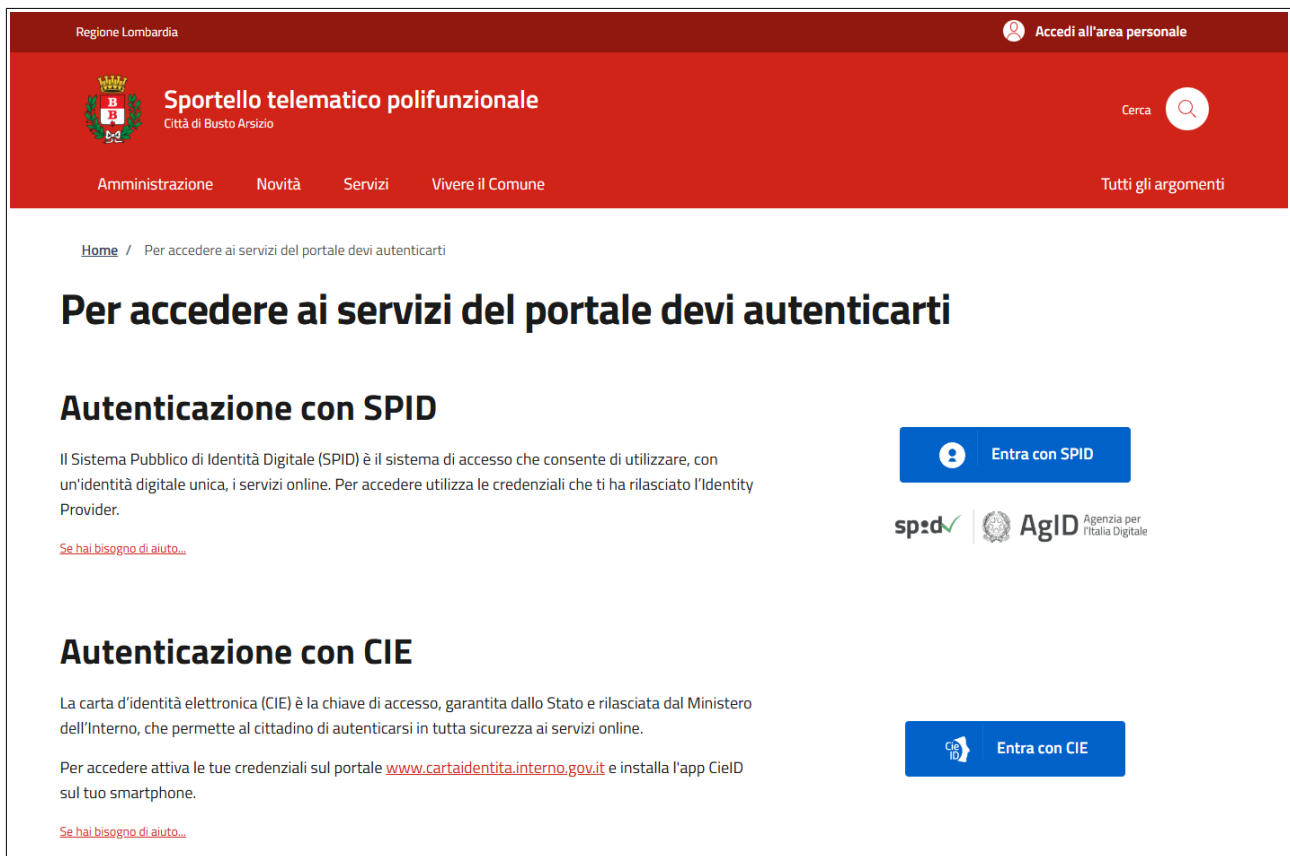 Regione Lombardia
Accedi all'area personale
Sportello telematico polifunzionale
Città di Busto Arsizio
Cerca
Amministrazione Novità Servizi Vivere il Comune Tutti gli argomenti
Home / Per accedere ai servizi del portale devi autenticarti
Per accedere ai servizi del portale devi autenticarti
Autenticazione con SPID
Il Sistema Pubblico di Identità Digitale (SPID) è il sistema di accesso che consente di utilizzare, con
un'identità digitale unica, i servizi online. Per accedere utilizza le credenziali che ti ha rilasciato l’Identity
Provider.
Se hai bisogno di aiuto...
Entra con SPID
spid AgID Agenzia per
l'Italia Digitale
Autenticazione con CIE
La carta d’identità elettronica (CIE) è la chiave di accesso, garantita dallo Stato e rilasciata dal Ministero
dell’Interno, che permette al cittadino di autenticarsi in tutta sicurezza ai servizi online.
Per accedere attiva le tue credenziali sul portale www.cartaidentita.interno.gov.it e installa l'app CieID
sul tuo smartphone.
Se hai bisogno di aiuto...
Cie
ID
Entra con CIE
B
B